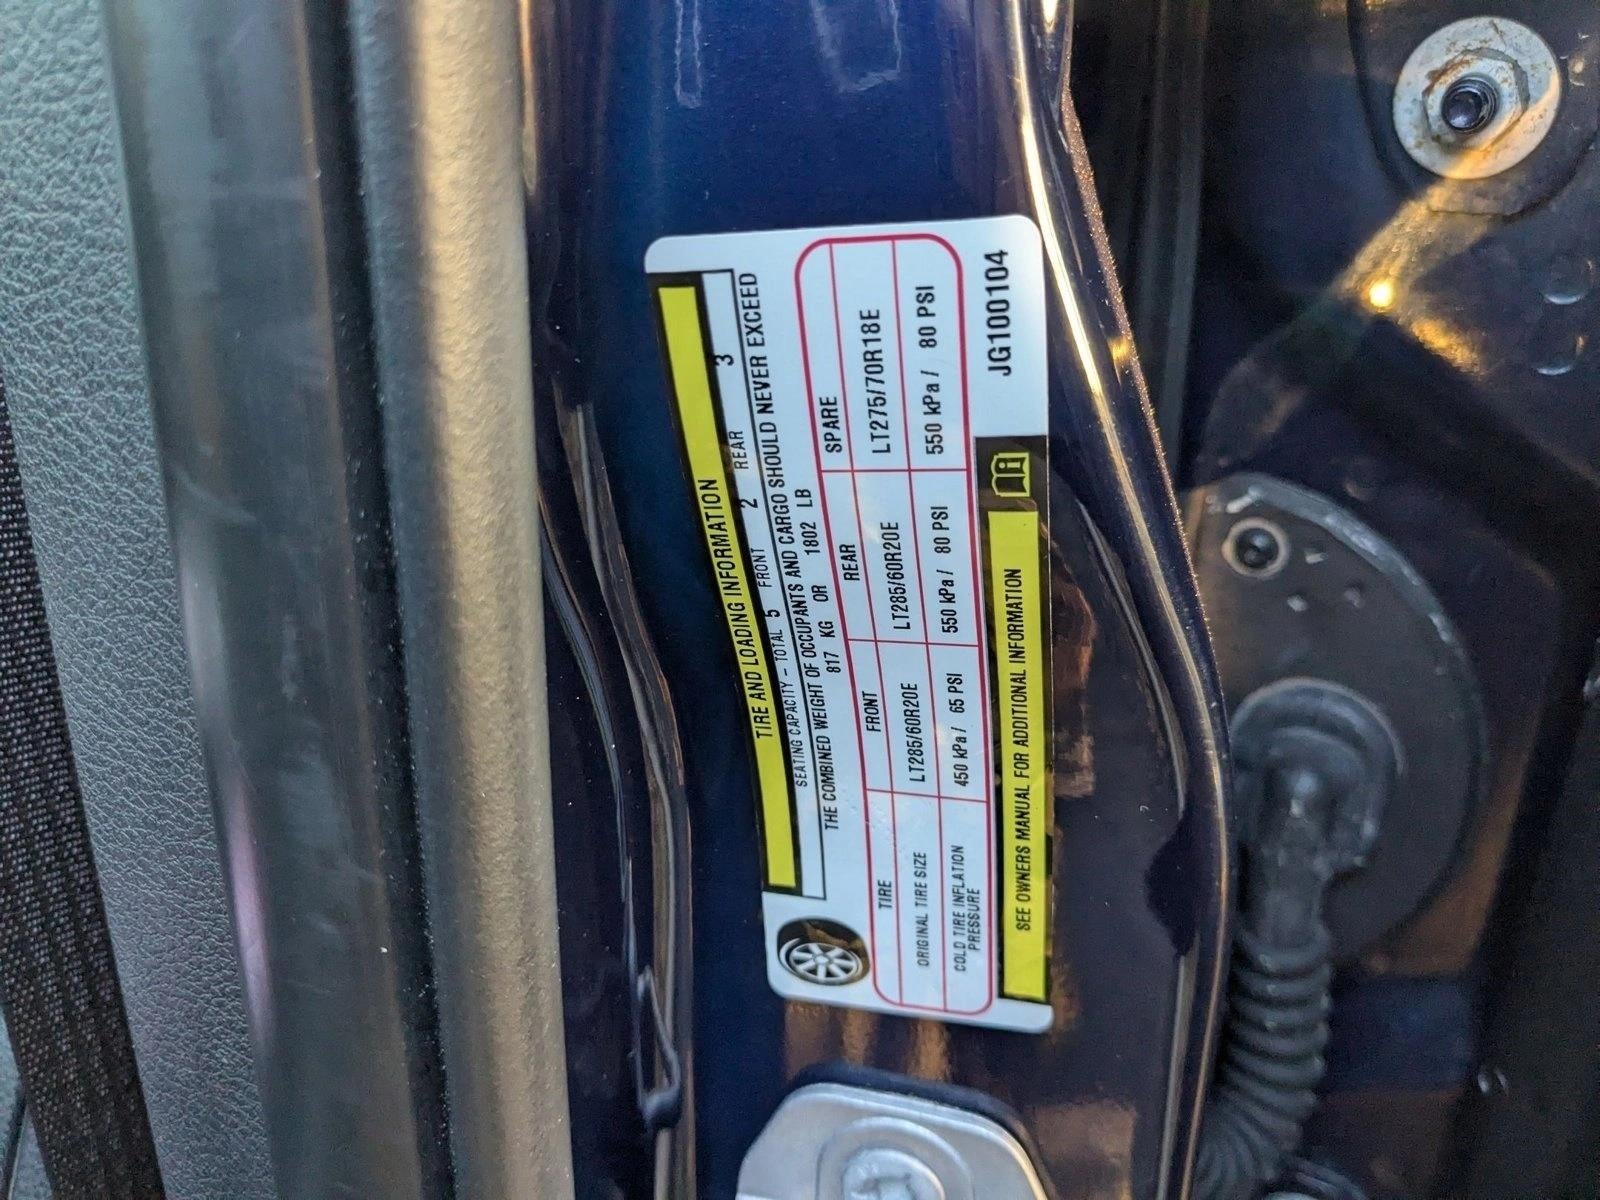 TIRE AND LOADING INFORMATION
SEATING CAPACITY - TOTAL 5 FRONT 2 REAR 3
THE COMBINED WEIGHT OF OCCUPANTS AND CARGO SHOULD NEVER EXCEED
817 KG OR 1802 LB
TIRE FRONT REAR SPARE
ORIGINAL TIRE SIZE LT285/60R20E LT285/60R20E LT275/70R18E
COLD TIRE INFLATION PRESSURE 450 kPa / 65 PSI 550 kPa / 80 PSI 550 kPa / 80 PSI
SEE OWNERS MANUAL FOR ADDITIONAL INFORMATION
JG100104